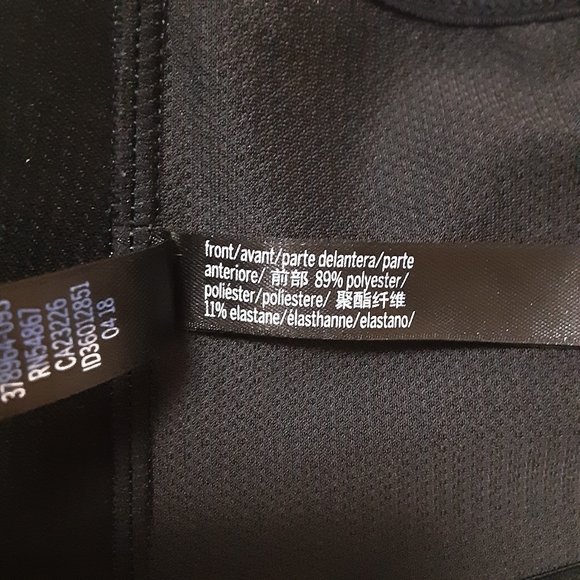 front/avant/parte delantera/parte
anteriore/ 前部 89% polyester/
poliéster/poliestere/ 聚酯纤维
11% elastane/élasthanne/elastano/
RN54867
CA23226
ID36012851
04 18